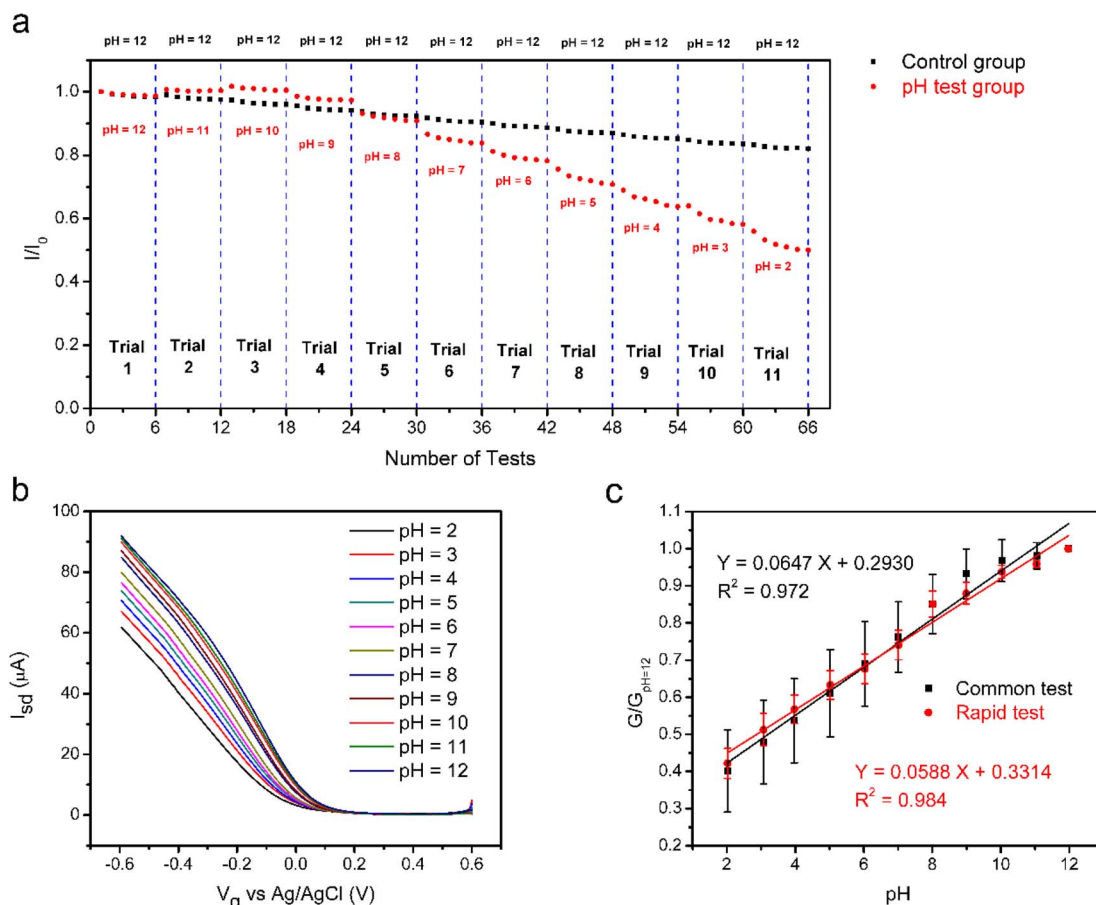 a
pH = 12 pH = 12 pH = 12 pH = 12 pH = 12 pH = 12 pH = 12 pH = 12 pH = 12 pH = 12 pH = 12
Control group
pH test group
1.0
0.8
0.6
0.4
0.2
0.0
I/I0
pH = 12
pH = 11
pH = 10
pH = 9
pH = 8
pH = 7
pH = 6
pH = 5
pH = 4
pH = 3
pH = 2
Trial 1
Trial 2
Trial 3
Trial 4
Trial 5
Trial 6
Trial 7
Trial 8
Trial 9
Trial 10
Trial 11
0 6 12 18 24 30 36 42 48 54 60 66
Number of Tests
b
100
80
60
40
20
0
Isd (μA)
pH = 2
pH = 3
pH = 4
pH = 5
pH = 6
pH = 7
pH = 8
pH = 9
pH = 10
pH = 11
pH = 12
-0.6 -0.4 -0.2 0.0 0.2 0.4 0.6
Vg vs Ag/AgCl (V)
c
1.1
1.0
0.9
0.8
0.7
0.6
0.5
0.4
0.3
0.2
G/GpH=12
Y = 0.0647 X + 0.2930
R2 = 0.972
Common test
Rapid test
Y = 0.0588 X + 0.3314
R2 = 0.984
2 4 6 8 10 12
pH